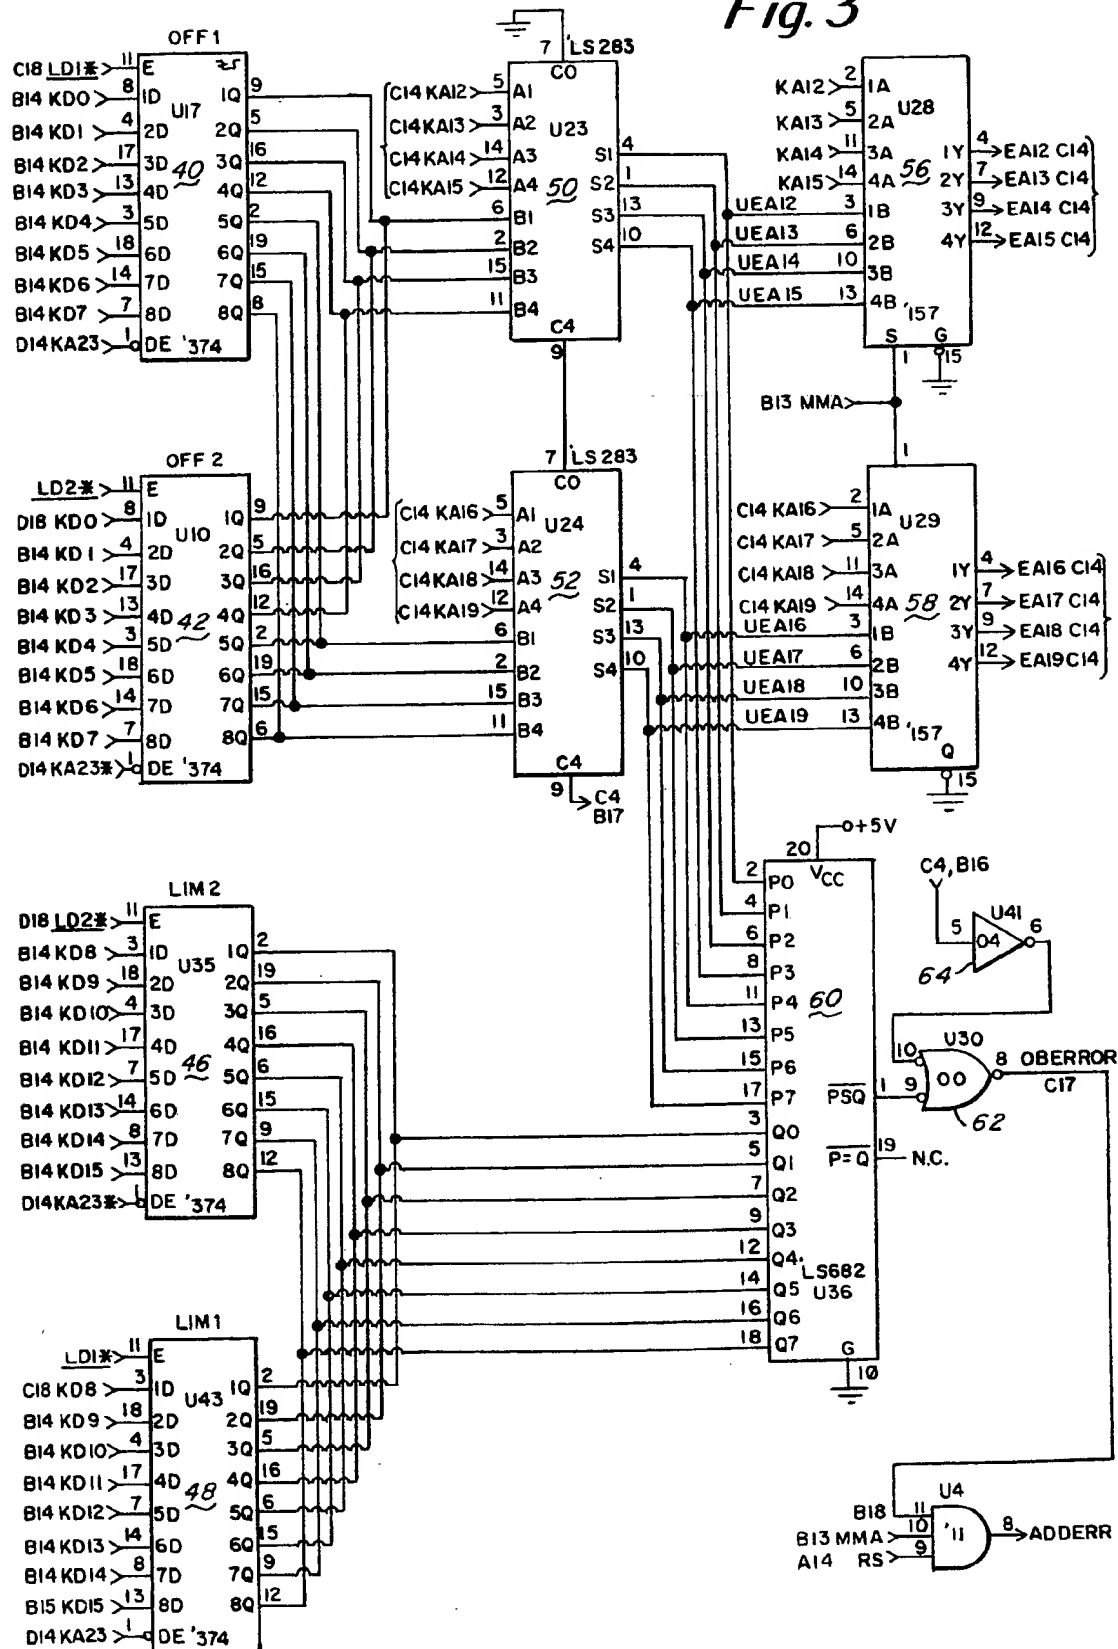 Fig. 3
OFF1
C18 LD1* 11 E
B14 KD0 8 1D 1Q 9
U17
B14 KD1 4 2D 2Q 5
B14 KD2 17 3D 40 3Q 16
B14 KD3 13 4D 4Q 12
B14 KD4 3 5D 5Q 2
B14 KD5 18 6D 6Q 19
B14 KD6 14 7D 7Q 15
B14 KD7 7 8D 8Q 8
D14 KA23 1 DE '374
7 'LS283
C0
C14 KA12 5 A1
C14 KA13 3 A2 U23
C14 KA14 14 A3 S1 4
C14 KA15 12 A4 50 S2 1
6 B1 S3 13
2 B2 S4 10
15 B3
11 B4
C4
9
KA12 2 1A
U28
KA13 5 2A
KA14 11 3A 1Y 4 EA12 C14
KA15 14 4A 56 2Y 7 EA13 C14
UEA12 3 1B 3Y 9 EA14 C14
UEA13 6 2B 4Y 12 EA15 C14
UEA14 10 3B
UEA15 13 4B '157
S G
1 15
B13 MMA
1
OFF 2
LD2* 11 E
D18 KD0 8 1D U10 1Q 9
B14 KD1 4 2D 2Q 5
B14 KD2 17 3D 3Q 16
B14 KD3 13 4D 42 4Q 12
B14 KD4 3 5D 5Q 2
B14 KD5 18 6D 6Q 19
B14 KD6 14 7D 7Q 15
B14 KD7 7 8D 8Q 6
D14 KA23* 1 DE '374
7 'LS283
C0
C14 KA16 5 A1
U24
C14 KA17 3 A2
C14 KA18 14 A3 52 S1 4
C14 KA19 12 A4 S2 1
6 B1 S3 13
2 B2 S4 10
15 B3
11 B4
C4
9 C4
B17
C14 KA16 2 1A
U29
C14 KA17 5 2A
C14 KA18 11 3A 1Y 4 EA16 C14
C14 KA19 14 4A 58 2Y 7 EA17 C14
UEA16 3 1B 3Y 9 EA18 C14
UEA17 6 2B 4Y 12 EA19 C14
UEA18 10 3B
UEA19 13 4B '157
Q
15
LIM2
D18 LD2* 11 E
B14 KD8 3 1D 1Q 2
U35
B14 KD9 18 2D 2Q 19
B14 KD10 4 3D 3Q 5
B14 KD11 17 4D 46 4Q 16
B14 KD12 7 5D 5Q 6
B14 KD13 14 6D 6Q 15
B14 KD14 8 7D 7Q 9
B14 KD15 13 8D 8Q 12
D14 KA23* 1 DE '374
+5V
20
VCC
2 P0
4 P1
6 P2
8 P3
11 P4 60
13 P5
15 P6
17 P7 PSQ 1
3 Q0
5 Q1 P=Q 19 N.C.
7 Q2
9 Q3
12 Q4
LS682
14 Q5 U36
16 Q6
18 Q7
G
10
C4, B16
U41
5 04 6
64
U30
10 8 OBERROR
9 00 C17
62
LIM1
LD1* 11 E
C18 KD8 3 1D U43 1Q 2
B14 KD9 18 2D 2Q 19
B14 KD10 4 3D 3Q 5
B14 KD11 17 4D 48 4Q 16
B14 KD12 7 5D 5Q 6
B14 KD13 14 6D 6Q 15
B14 KD14 8 7D 7Q 9
B15 KD15 13 8D 8Q 12
D14 KA23 1 DE '374
U4
B18 11
B13 MMA 10 '11 8 ADDERR
A14 RS 9